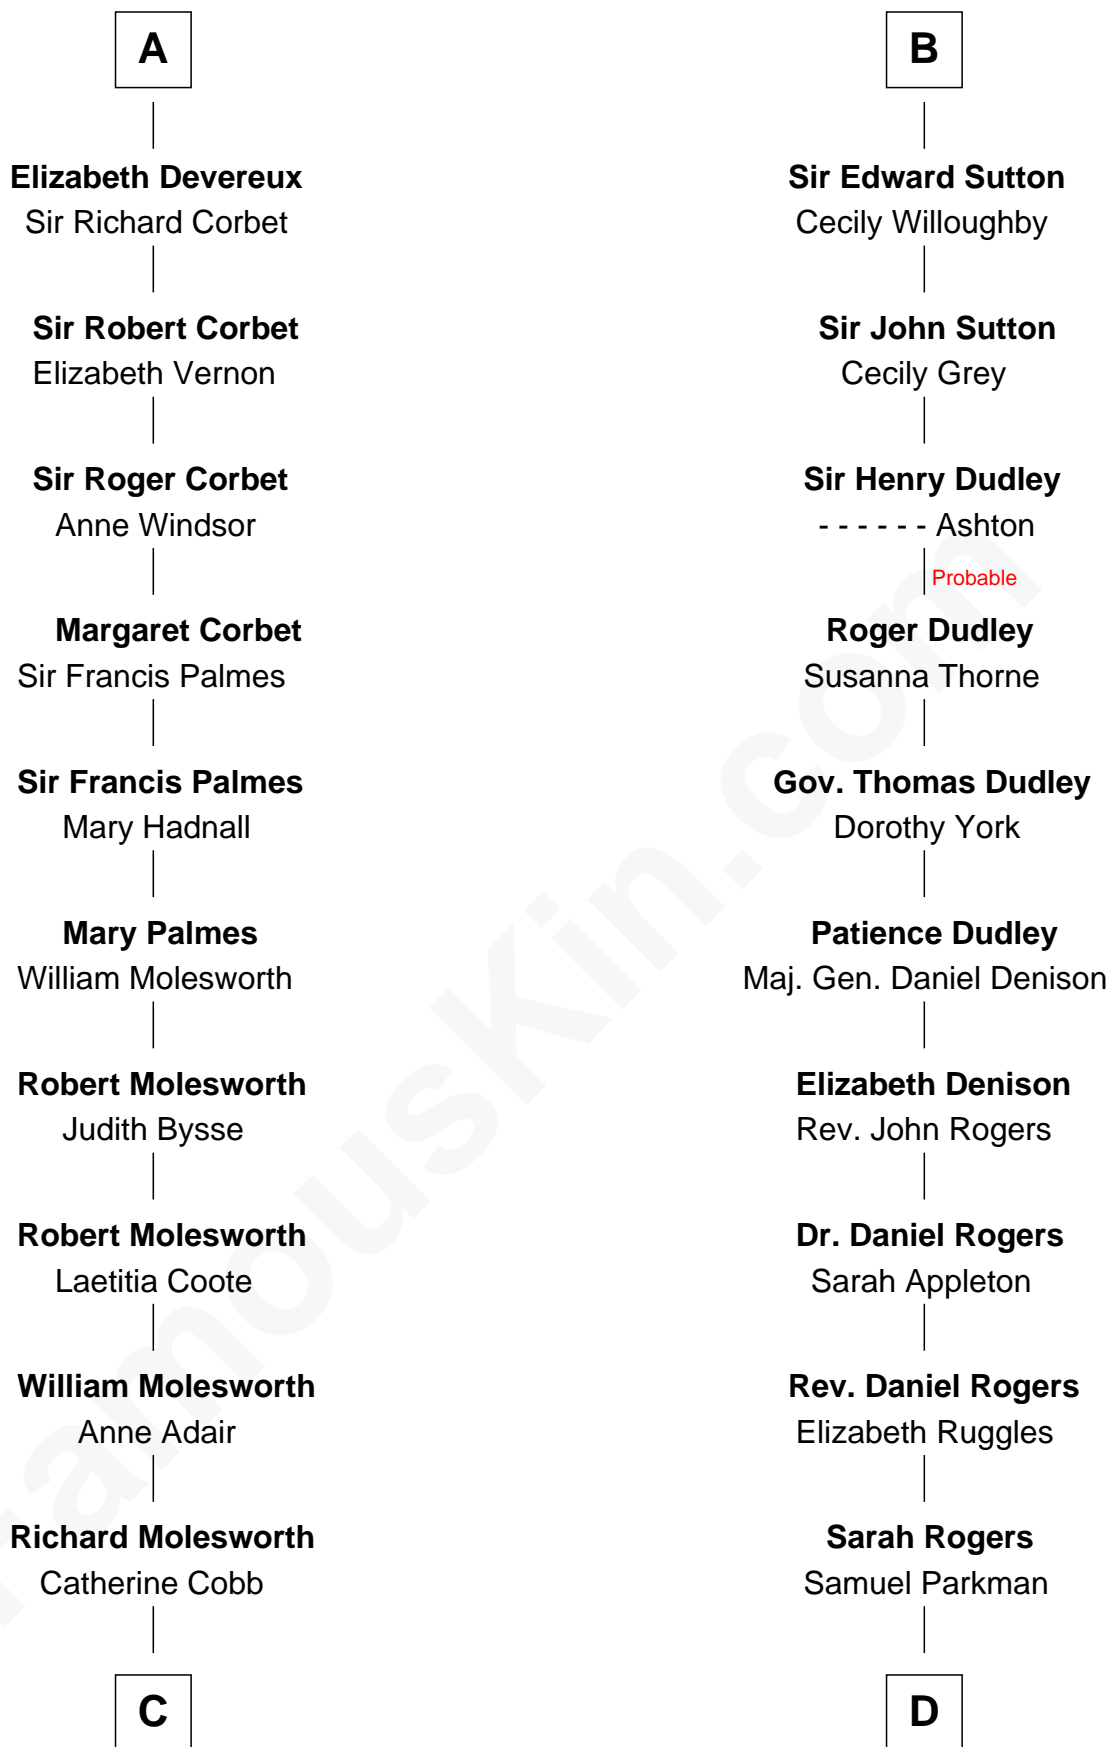 A
Elizabeth Devereux
Sir Richard Corbet
Sir Robert Corbet
Elizabeth Vernon
Sir Roger Corbet
Anne Windsor
Margaret Corbet
Sir Francis Palmes
Sir Francis Palmes
Mary Hadnall
Mary Palmes
William Molesworth
Robert Molesworth
Judith Bysse
Robert Molesworth
Laetitia Coote
William Molesworth
Anne Adair
Richard Molesworth
Catherine Cobb
C
B
Sir Edward Sutton
Cecily Willoughby
Sir John Sutton
Cecily Grey
Sir Henry Dudley
- - - - - - Ashton
Probable
Roger Dudley
Susanna Thorne
Gov. Thomas Dudley
Dorothy York
Patience Dudley
Maj. Gen. Daniel Denison
Elizabeth Denison
Rev. John Rogers
Dr. Daniel Rogers
Sarah Appleton
Rev. Daniel Rogers
Elizabeth Ruggles
Sarah Rogers
Samuel Parkman
D
FamousKin.com